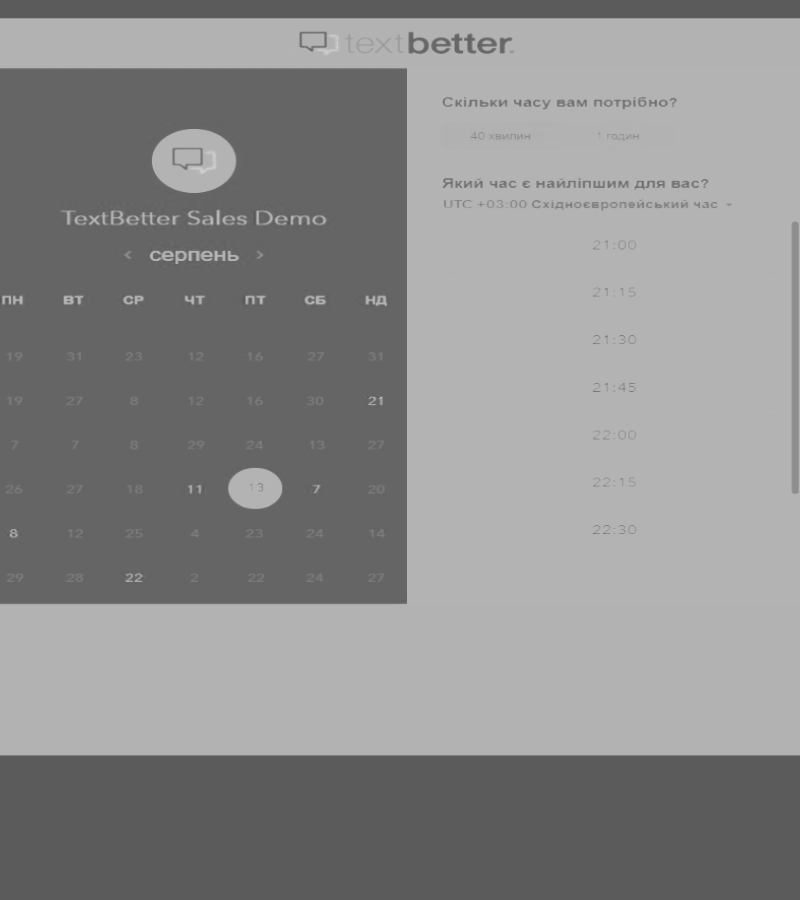 textbetter.
TextBetter Sales Demo
< серпень >
ПН ВТ СР ЧТ ПТ СБ НД
19 31 23 12 16 27 31
19 27 8 12 16 30 21
7 7 8 29 24 13 27
26 27 18 11 13 7 20
8 12 25 4 23 24 14
29 28 22 2 22 24 27
Скільки часу вам потрібно?
40 хвилин 1 годин
Який час є найліпшим для вас?
UTC +03:00 Східноєвропейський час
21:00
21:15
21:30
21:45
22:00
22:15
22:30